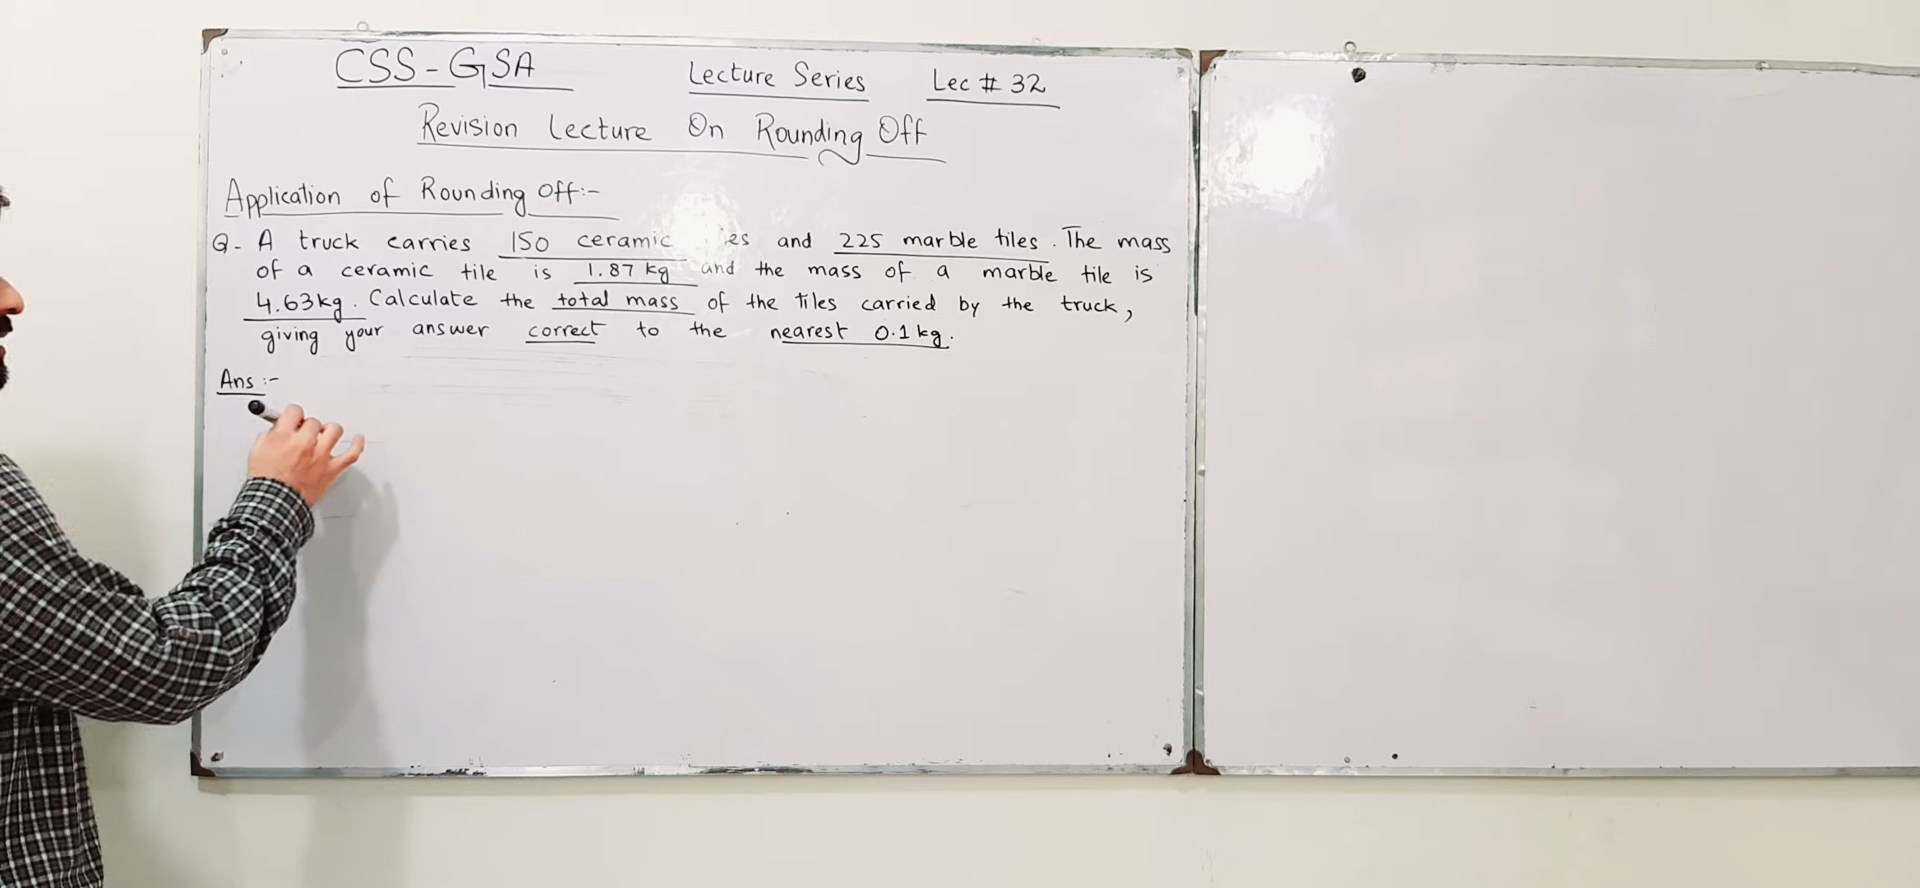 CSS-GSA Lecture Series Lec # 32
Revision Lecture On Rounding Off
Application of Rounding Off:-
Q- A truck carries 150 ceramic and 225 marble tiles. The mass
of a ceramic tile is 1.87 kg and the mass of a marble tile is
4.63kg. Calculate the total mass of the tiles carried by the truck,
giving your answer correct to the nearest 0.1 kg.
Ans :-